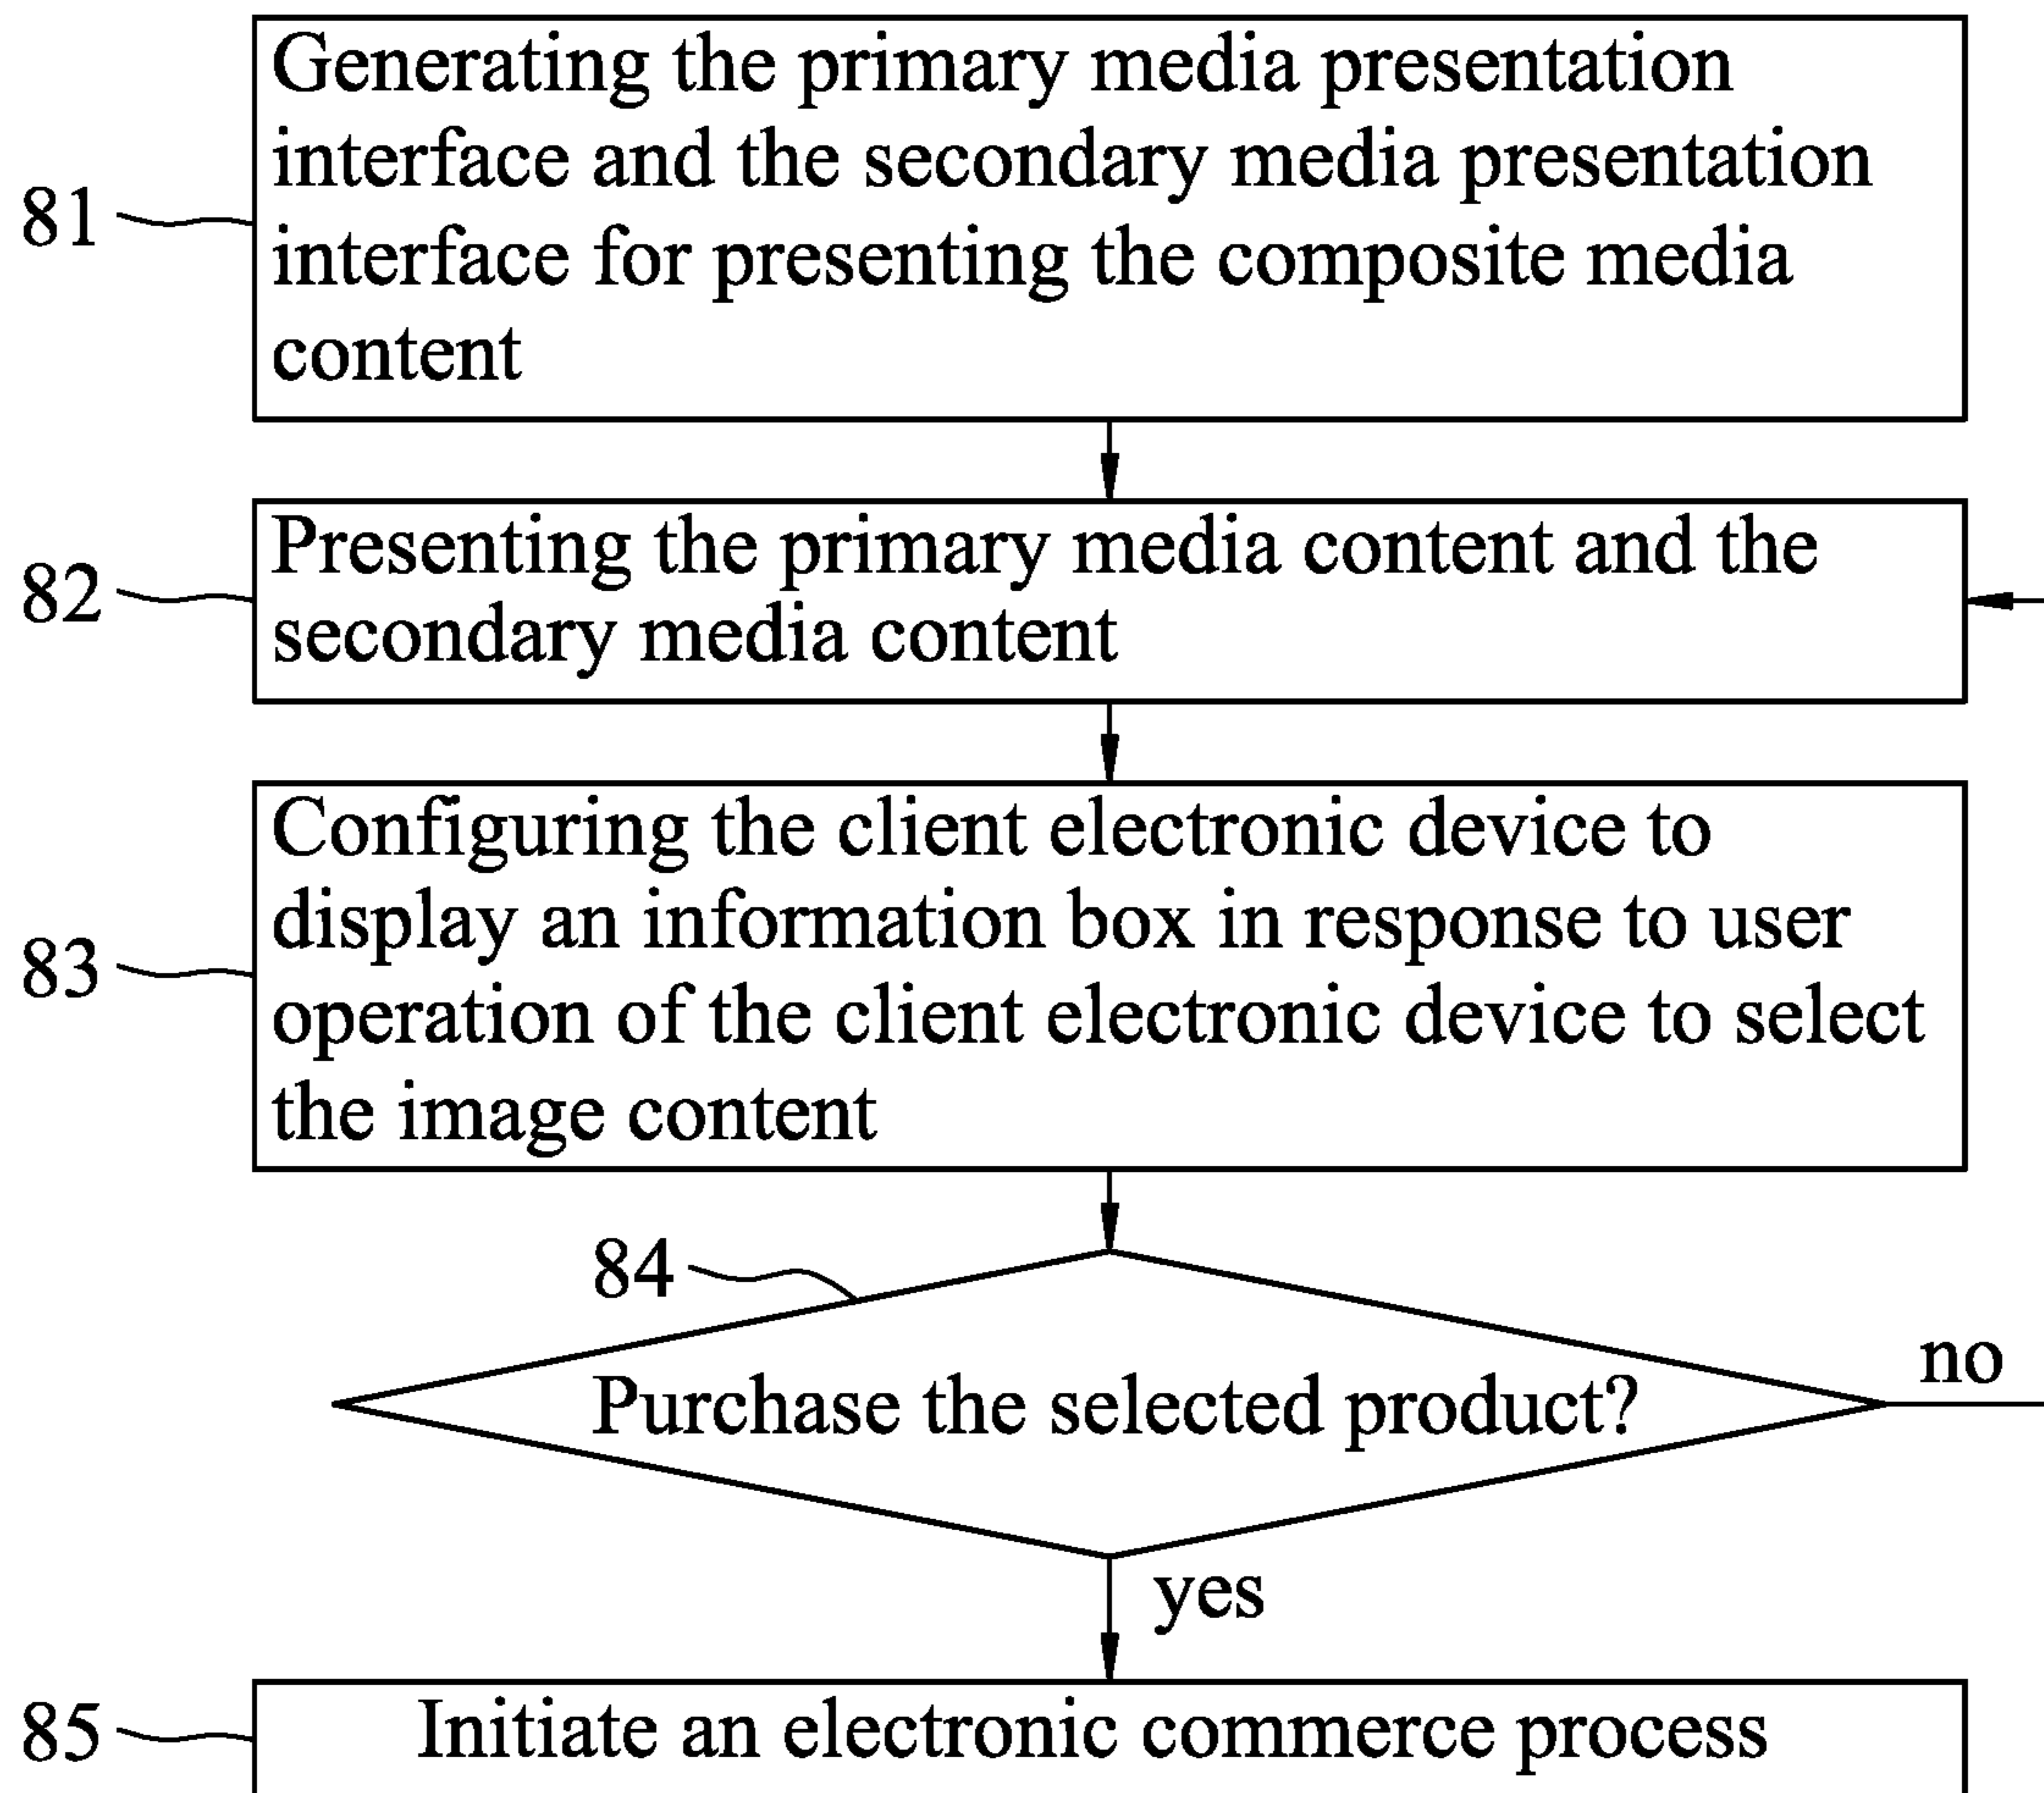 Generating the primary media presentation
interface and the secondary media presentation
interface for presenting the composite media
content
81
Presenting the primary media content and the
secondary media content
82
Configuring the client electronic device to
display an information box in response to user
operation of the client electronic device to select
the image content
83
84
Purchase the selected product?
no
yes
85
Initiate an electronic commerce process